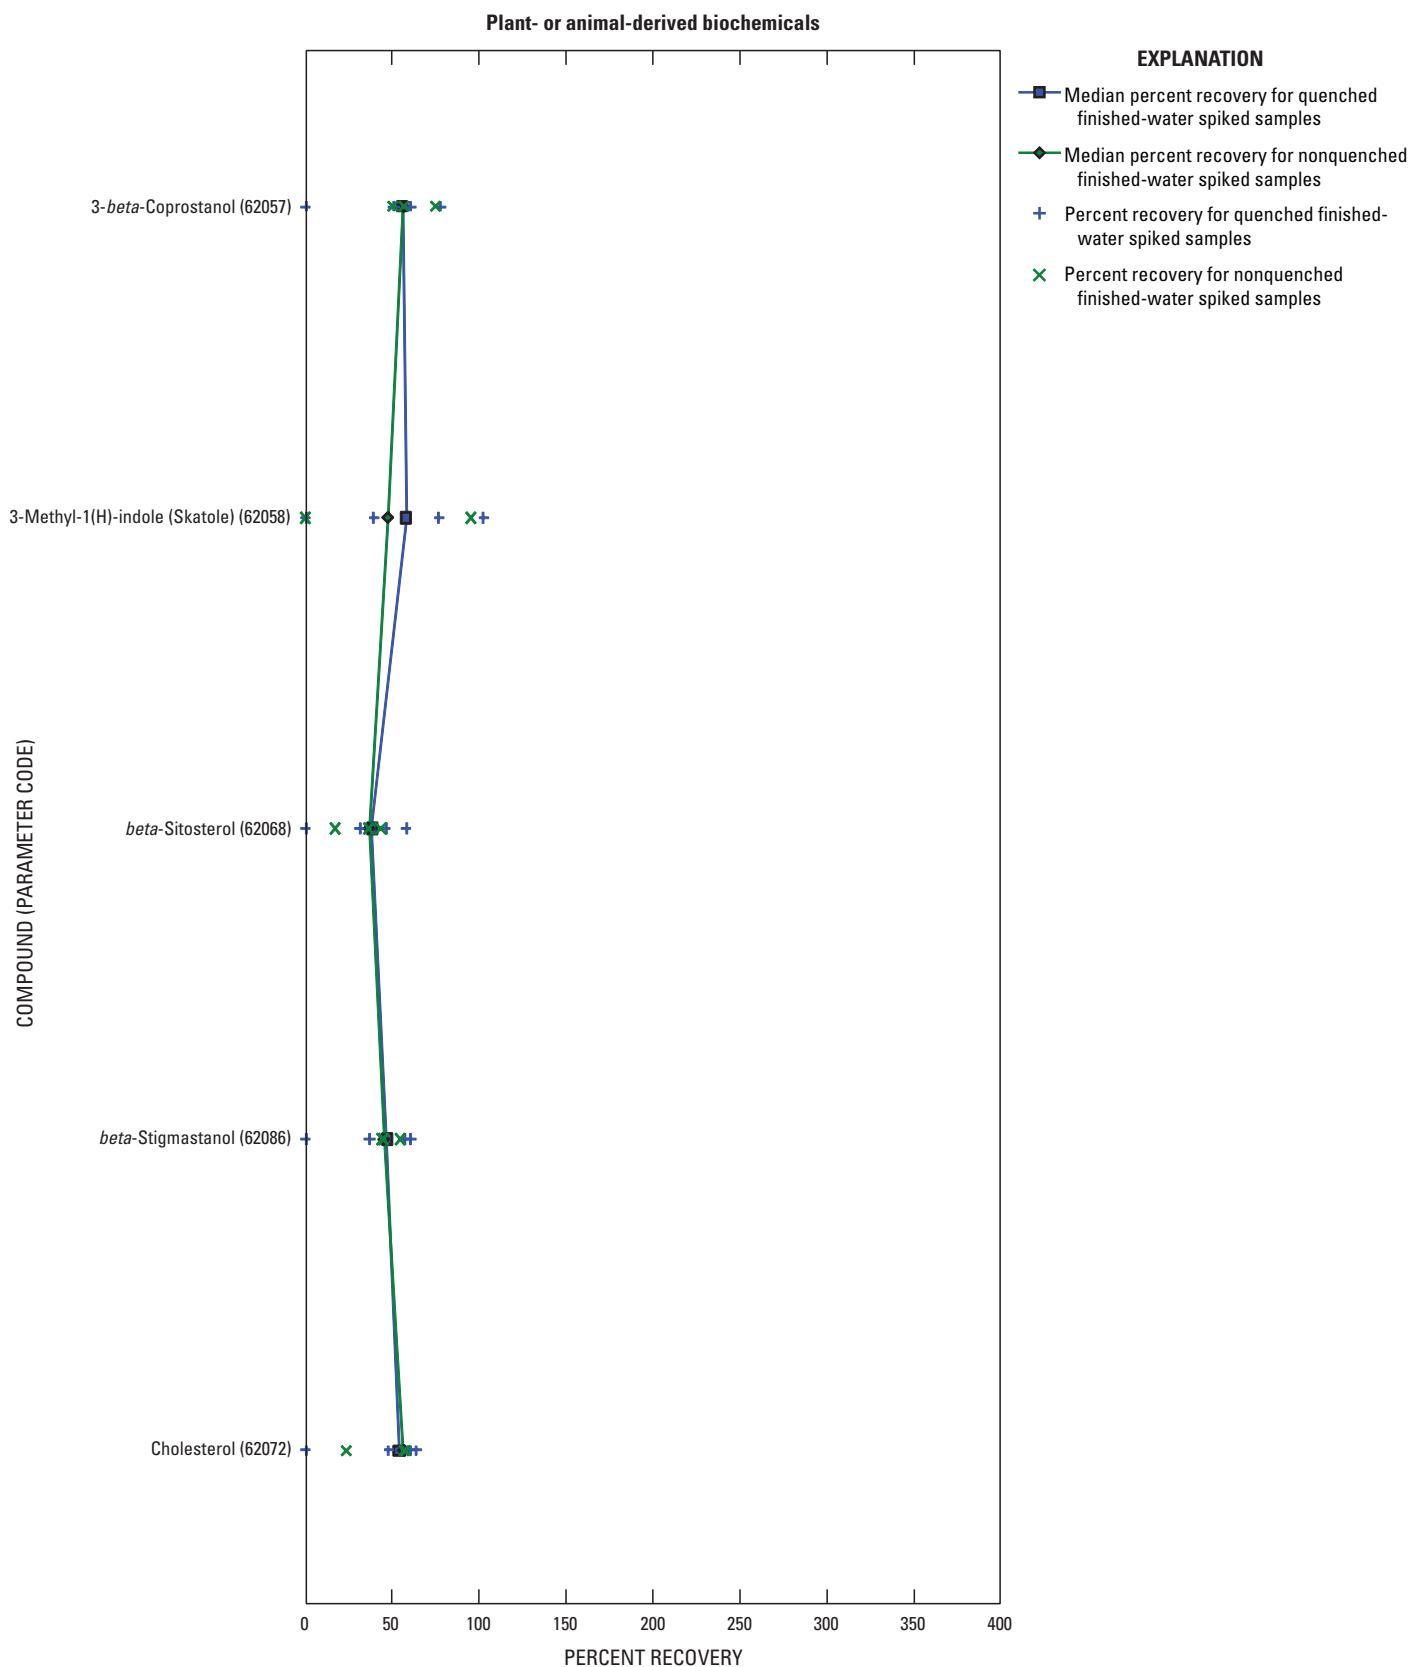 Plant- or animal-derived biochemicals
EXPLANATION
Median percent recovery for quenched
finished-water spiked samples
Median percent recovery for nonquenched
finished-water spiked samples
Percent recovery for quenched finished-
water spiked samples
Percent recovery for nonquenched
finished-water spiked samples
COMPOUND (PARAMETER CODE)
3-beta-Coprostanol (62057)
3-Methyl-1(H)-indole (Skatole) (62058)
beta-Sitosterol (62068)
beta-Stigmastanol (62086)
Cholesterol (62072)
0 50 100 150 200 250 300 350 400
PERCENT RECOVERY